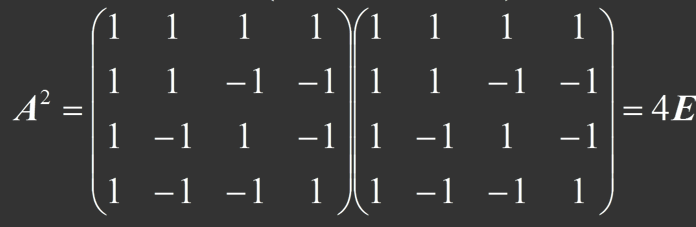 A² = ( 1 1 1 1 ) ( 1 1 1 1 ) = 4E
1 1 −1 −1 1 1 −1 −1
1 −1 1 −1 1 −1 1 −1
1 −1 −1 1 1 −1 −1 1